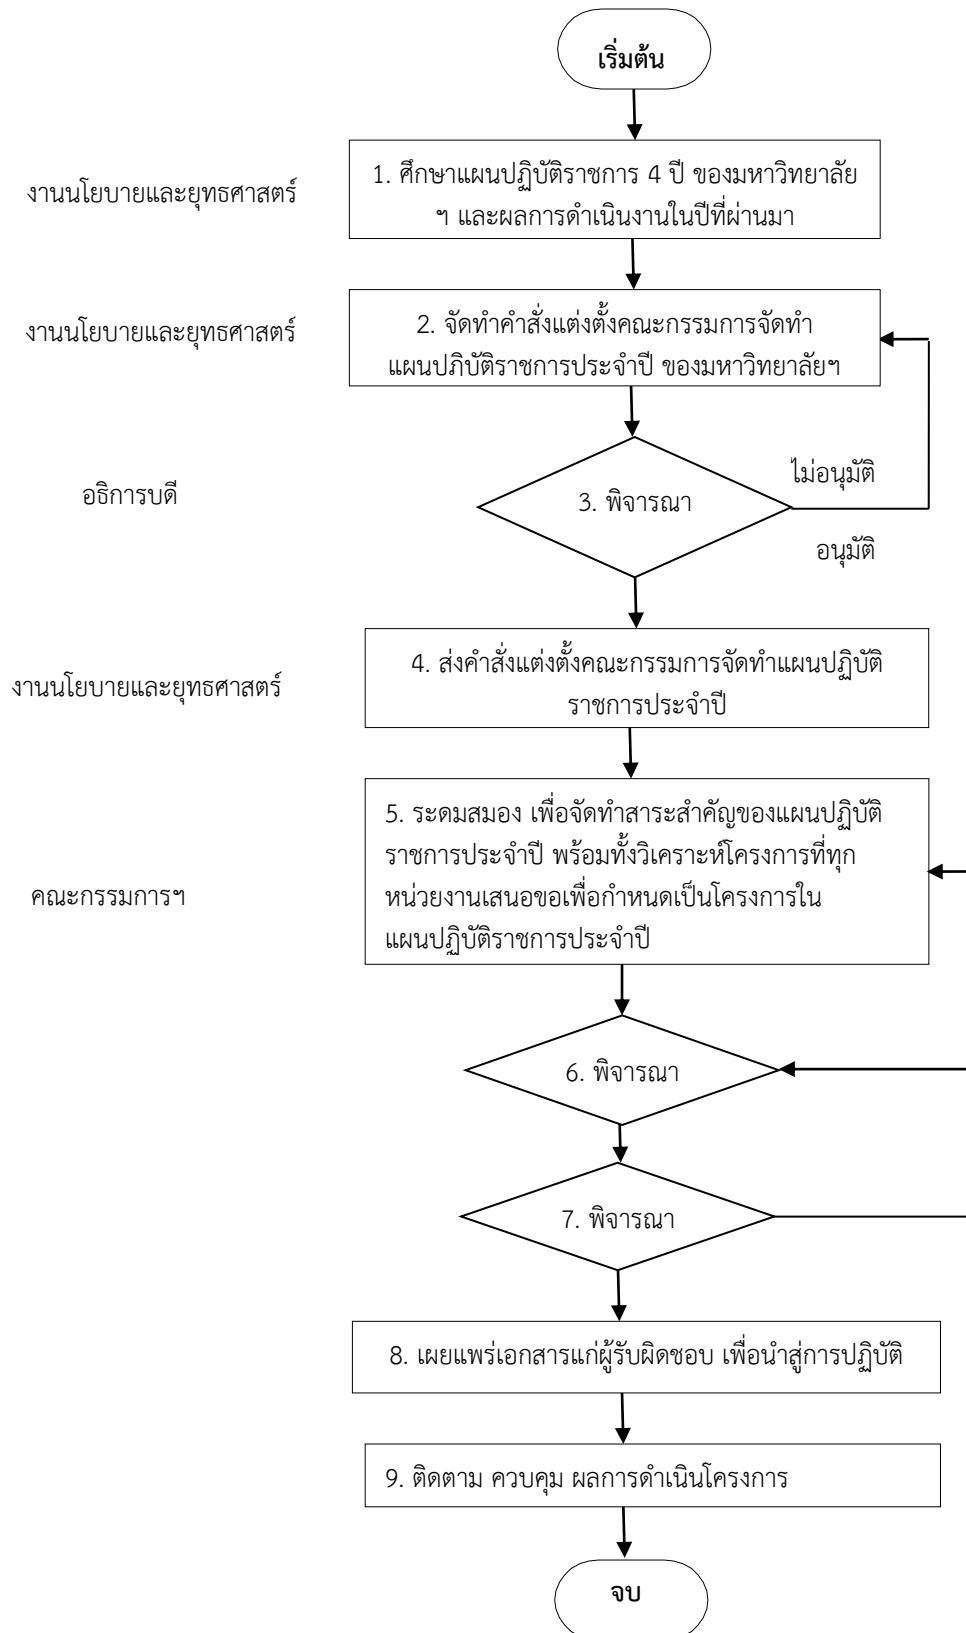 เริ่มต้น
งานนโยบายและยุทธศาสตร์
1. ศึกษาแผนปฏิบัติราชการ 4 ปี ของมหาวิทยาลัย
ฯ และผลการดำเนินงานในปีที่ผ่านมา
งานนโยบายและยุทธศาสตร์
2. จัดทำคำสั่งแต่งตั้งคณะกรรมการจัดทำ
แผนปภิบัติราชการประจำปี ของมหาวิทยาลัยฯ
อธิการบดี
3. พิจารณา
ไม่อนุมัติ
อนุมัติ
งานนโยบายและยุทธศาสตร์
4. ส่งคำสั่งแต่งตั้งคณะกรรมการจัดทำแผนปฏิบัติ
ราชการประจำปี
คณะกรรมการฯ
5. ระดมสมอง เพื่อจัดทำสาระสำคัญของแผนปฏิบัติ
ราชการประจำปี พร้อมทั้งวิเคราะห์โครงการที่ทุก
หน่วยงานเสนอขอเพื่อกำหนดเป็นโครงการใน
แผนปฏิบัติราชการประจำปี
6. พิจารณา
7. พิจารณา
8. เผยแพร่เอกสารแก่ผู้รับผิดชอบ เพื่อนำสู่การปฏิบัติ
9. ติดตาม ควบคุม ผลการดำเนินโครงการ
จบ